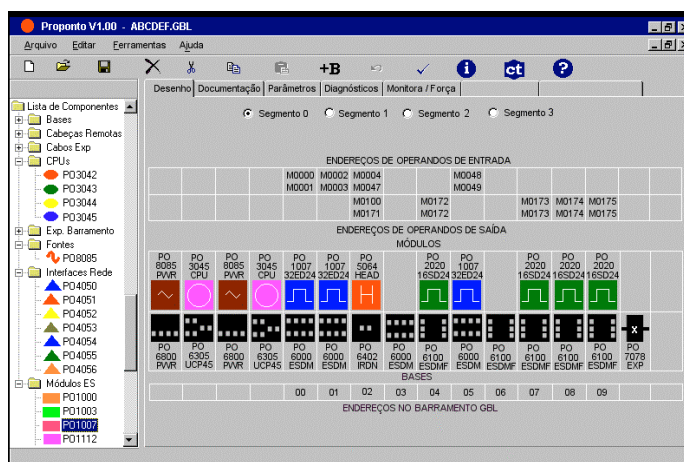 Proponto V1.00 - ABCDEF.GBL
Arquivo Editar Ferramentas Ajuda
+B i ct ?
Desenho Documentação Parâmetros Diagnósticos Monitora / Força
Segmento 0 Segmento 1 Segmento 2 Segmento 3
Lista de Componentes
Bases
Cabeças Remotas
Cabos Exp
CPUs
PO3042
PO3043
PO3044
PO3045
Exp. Barramento
Fontes
PO8085
Interfaces Rede
PO4050
PO4051
PO4052
PO4053
PO4054
PO4055
PO4056
Módulos ES
PO1000
PO1003
PO1007
PO1112
ENDEREÇOS DE OPERANDOS DE ENTRADA
M0000 M0002 M0004 M0048
M0001 M0003 M0047 M0049
M0100 M0172 M0173 M0174 M0175
M0171 M0172 M0173 M0174 M0175
ENDEREÇOS DE OPERANDOS DE SAÍDA
MÓDULOS
PO PO PO PO PO PO PO PO PO PO PO PO
8085 3045 8085 3045 1007 1007 5064 2020 1007 2020 2020 2020
PWR CPU PWR CPU 32ED24 32ED24 HEAD 16SD24 32ED24 16SD24 16SD24 16SD24
H
x
PO PO PO PO PO PO PO PO PO PO PO PO PO PO PO
6800 6305 6800 6305 6000 6000 6402 6000 6100 6000 6100 6100 6100 6100 7078
PWR UCP45 PWR UCP45 ESDM ESDM IRDN ESDM ESDMF ESDM ESDMF ESDMF ESDMF ESDMF EXP
BASES
00 01 02 03 04 05 06 07 08 09
ENDEREÇOS NO BARRAMENTO GBL